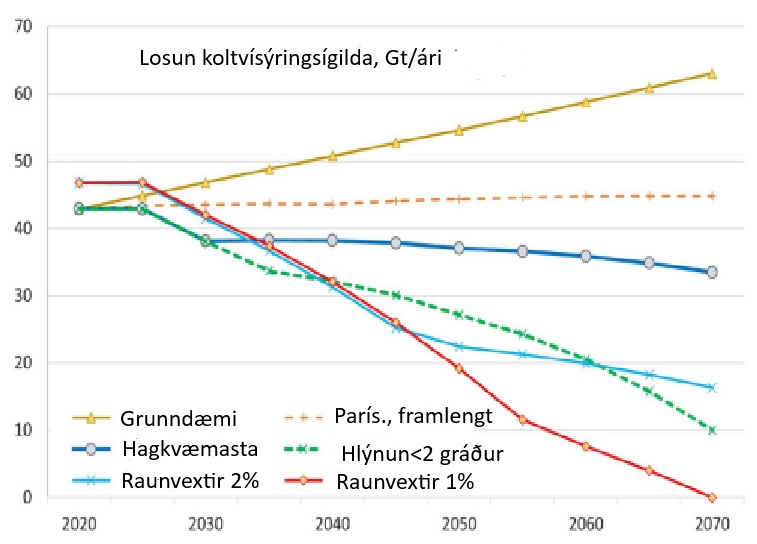 70
Losun koltvísýringsígilda, Gt/ári
60
50
40
30
20
10
0
Grunndæmi
París., framlengt
Hagkvæmasta
Hlýnun<2 gráður
Raunvextir 2%
Raunvextir 1%
2020 2030 2040 2050 2060 2070